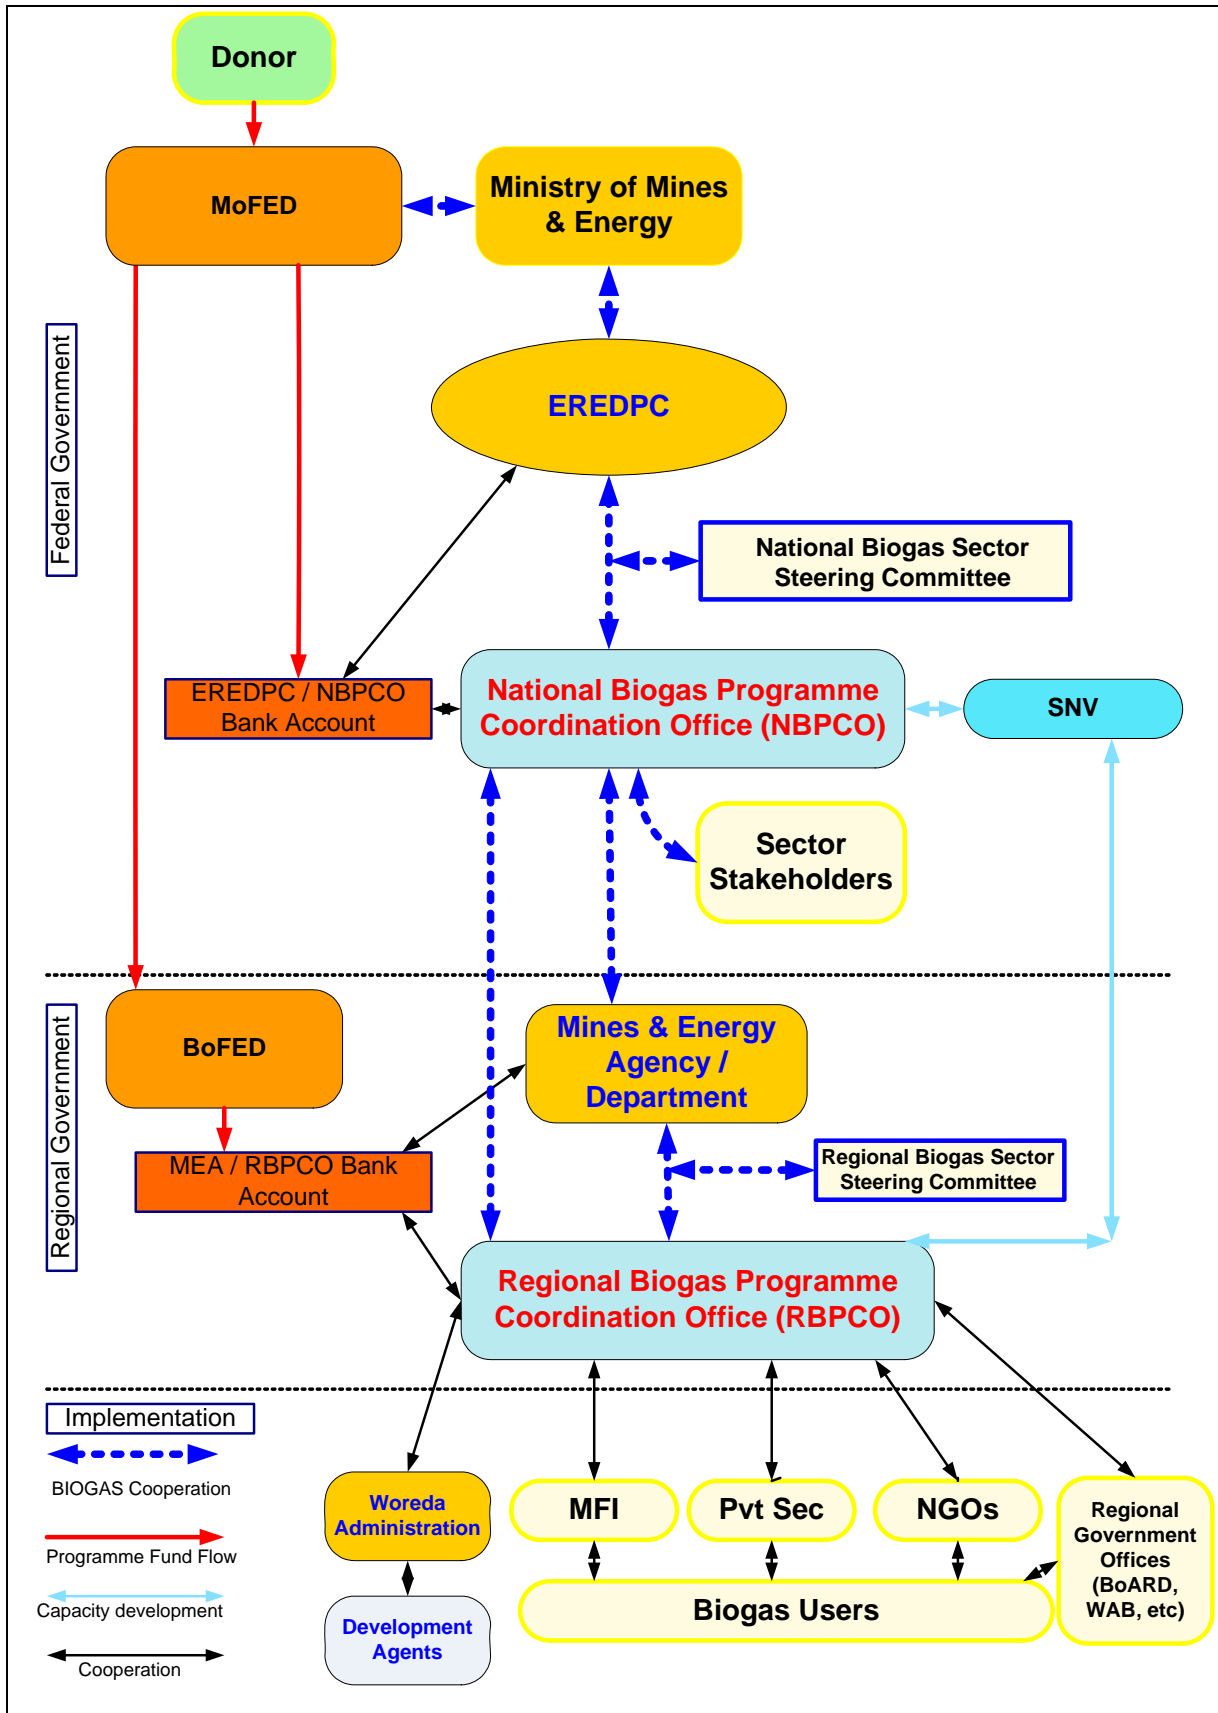 Donor
MoFED
Ministry of Mines
& Energy
Federal Government
EREDPC
National Biogas Sector
Steering Committee
EREDPC / NBPCO
Bank Account
National Biogas Programme
Coordination Office (NBPCO)
SNV
Sector
Stakeholders
Regional Government
BoFED
Mines & Energy
Agency /
Department
MEA / RBPCO Bank
Account
Regional Biogas Sector
Steering Committee
Regional Biogas Programme
Coordination Office (RBPCO)
Implementation
BIOGAS Cooperation
Programme Fund Flow
Capacity development
Cooperation
Woreda
Administration
Development
Agents
MFI
Pvt Sec
NGOs
Biogas Users
Regional
Government
Offices
(BoARD,
WAB, etc)